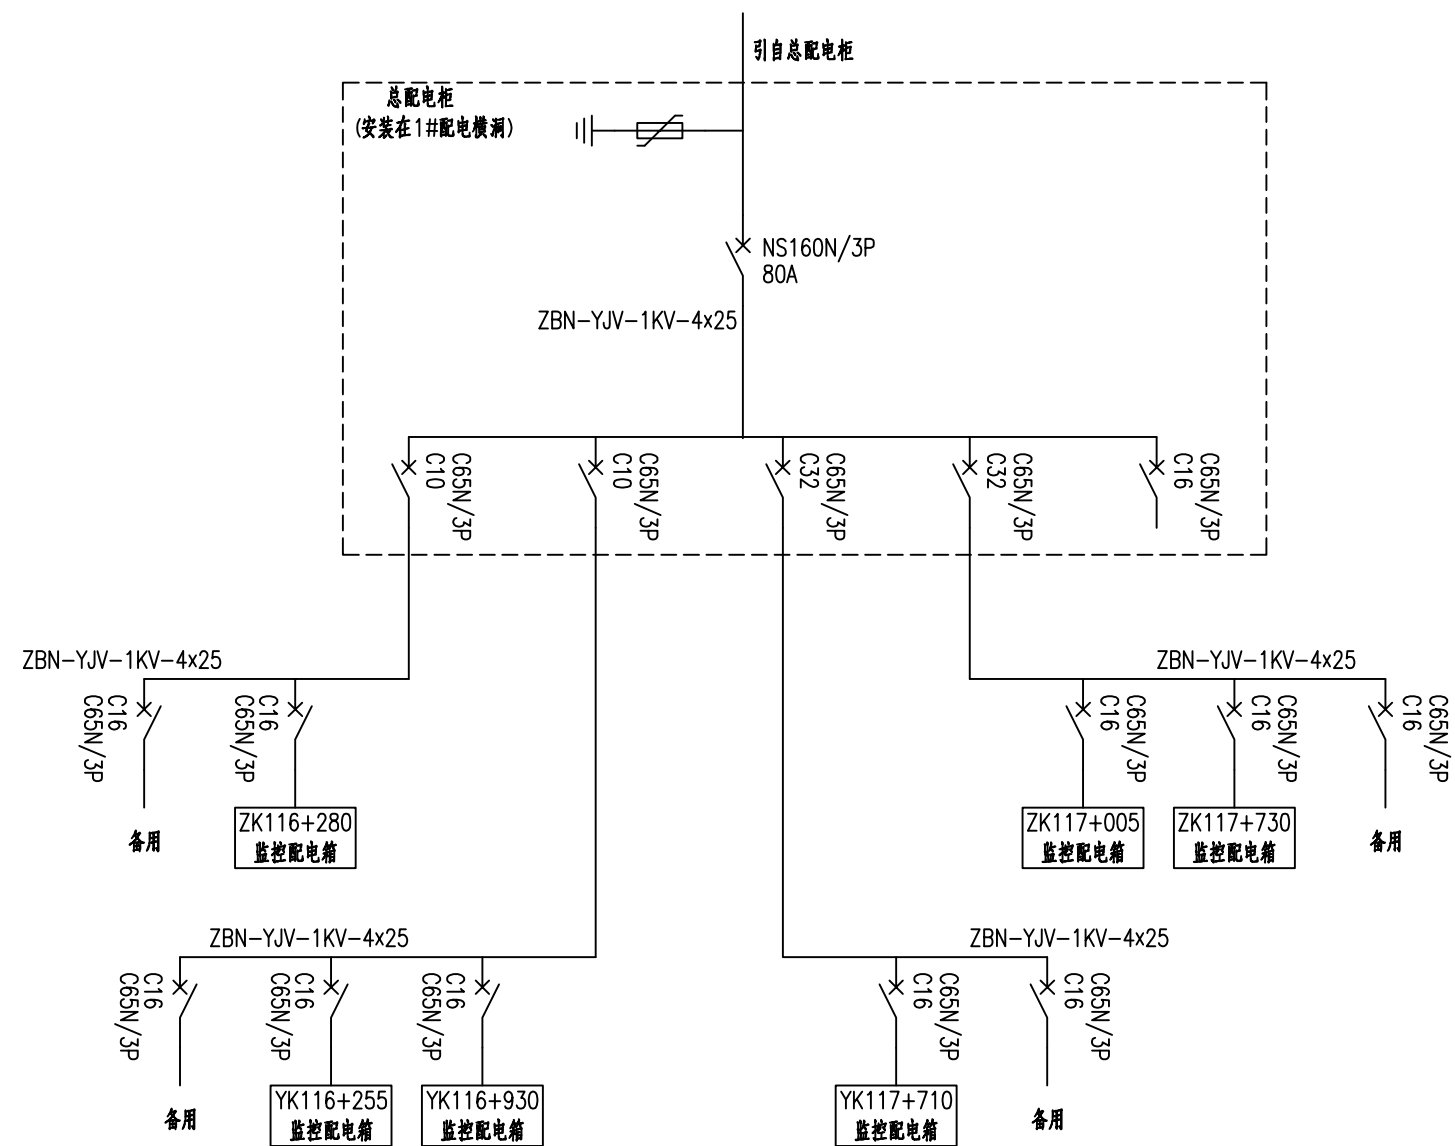 引自总配电柜
总配电柜
(安装在1#配电横洞)
NS160N/3P
80A
ZBN-YJV-1KV-4x25
C65N/3P
C10
C65N/3P
C10
C65N/3P
C32
C65N/3P
C32
C65N/3P
C16
ZBN-YJV-1KV-4x25
C16
C65N/3P
C16
C65N/3P
备用
ZK116+280
监控配电箱
ZBN-YJV-1KV-4x25
C65N/3P
C16
C65N/3P
C16
C65N/3P
C16
ZK117+005
监控配电箱
ZK117+730
监控配电箱
备用
ZBN-YJV-1KV-4x25
C16
C65N/3P
C16
C65N/3P
C16
C65N/3P
备用
YK116+255
监控配电箱
YK116+930
监控配电箱
ZBN-YJV-1KV-4x25
C65N/3P
C16
C65N/3P
C16
YK117+710
监控配电箱
备用